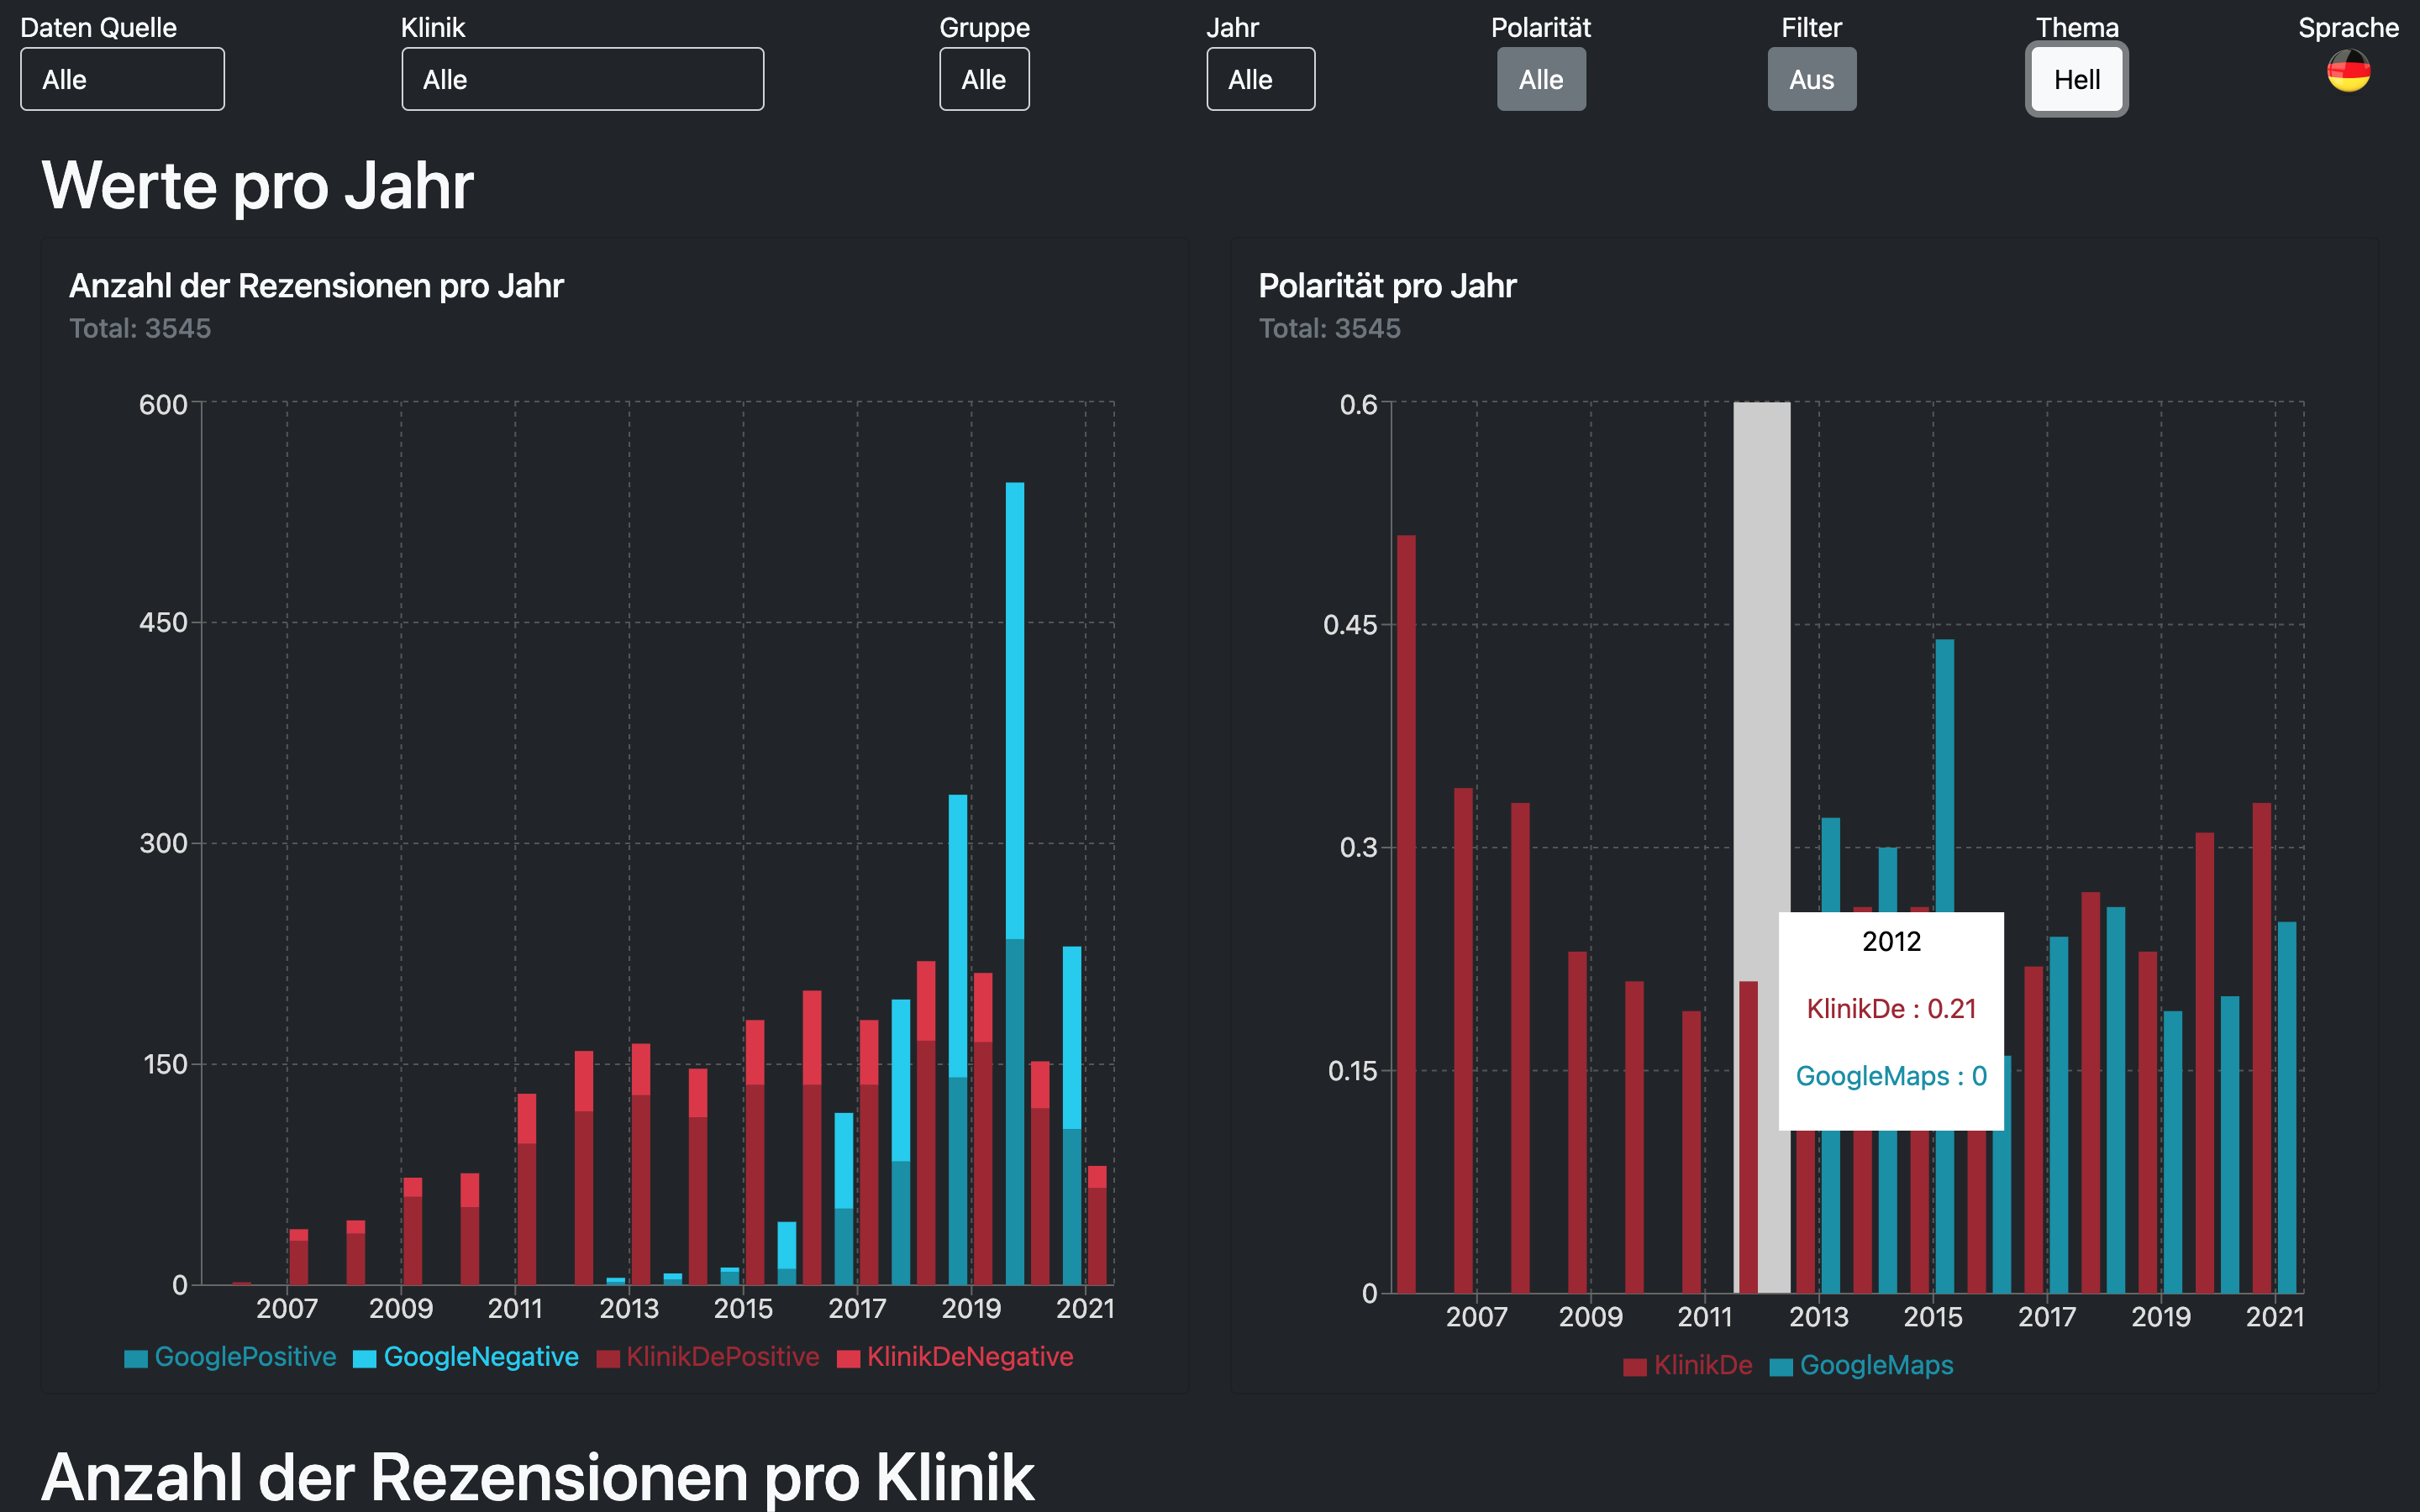 Daten Quelle Klinik Gruppe Jahr Polarität Filter Thema Sprache
Alle Alle Alle Alle Alle Aus Hell
Werte pro Jahr
Anzahl der Rezensionen pro Jahr
Total: 3545
600
450
300
150
0
2007 2009 2011 2013 2015 2017 2019 2021
GooglePositive GoogleNegative KlinikDePositive KlinikDeNegative
Polarität pro Jahr
Total: 3545
0.6
0.45
0.3
0.15
0
2012
KlinikDe : 0.21
GoogleMaps : 0
2007 2009 2011 2013 2015 2017 2019 2021
KlinikDe GoogleMaps
Anzahl der Rezensionen pro Klinik